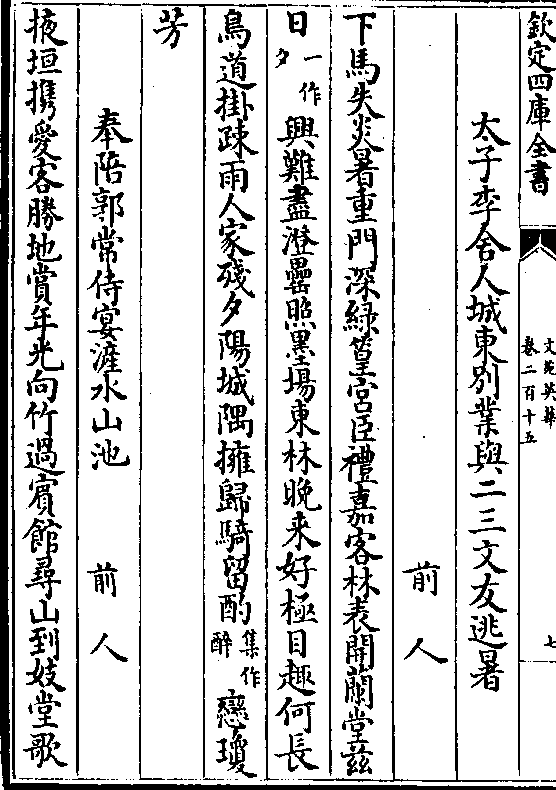 欽定四庫全書
文苑英華
卷二百十五
七
太子李舍人城東別業與二三文友逃暑
前人
下馬失炎暑重門深綠篁宮臣禮嘉客林表開蘭堂茲
日一作夕興難盡澄罍照墨場東林晚来好極目趣何長
鳥道掛疎雨人家殘夕陽城隅擁歸騎留酌集作醉戀瓊
芳
奉陪郭常侍宴滻水山池
前人
掖垣攜愛客勝地賞年光向竹過賓館尋山到妓堂歌